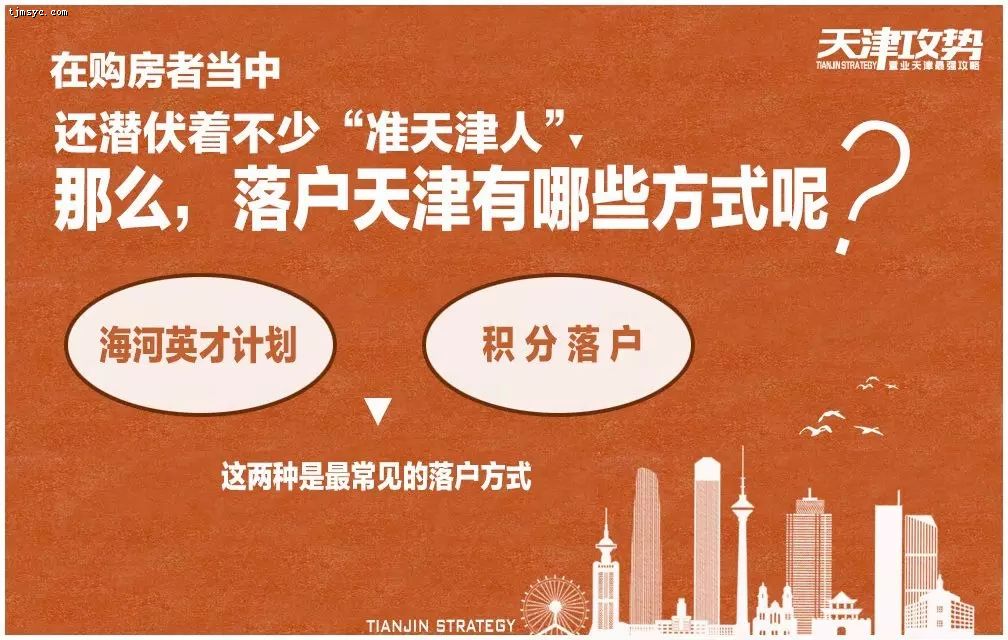 tjmsyc.com
天津攻势
TIANJIN STRATEGY 置业天津最强攻略
在购房者当中
还潜伏着不少“准天津人”，
那么，落户天津有哪些方式呢？
海河英才计划
积分落户
这两种是最常见的落户方式
TIANJIN STRATEGY